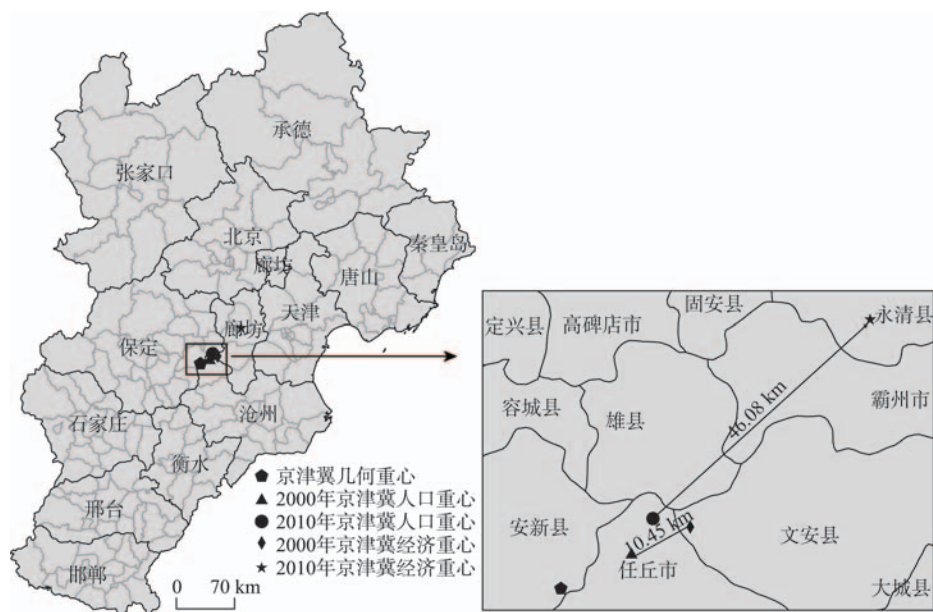 承德
张家口
北京
秦皇岛
廊坊
唐山
天津
廊坊
保定
沧州
石家庄
衡水
邢台
邯郸
京津冀几何重心
2000年京津冀人口重心
2010年京津冀人口重心
2000年京津冀经济重心
2010年京津冀经济重心
0 70 km
固安县
永清县
定兴县
高碑店市
46.08 km
霸州市
容城县
雄县
安新县
10.45 km
文安县
任丘市
大城县